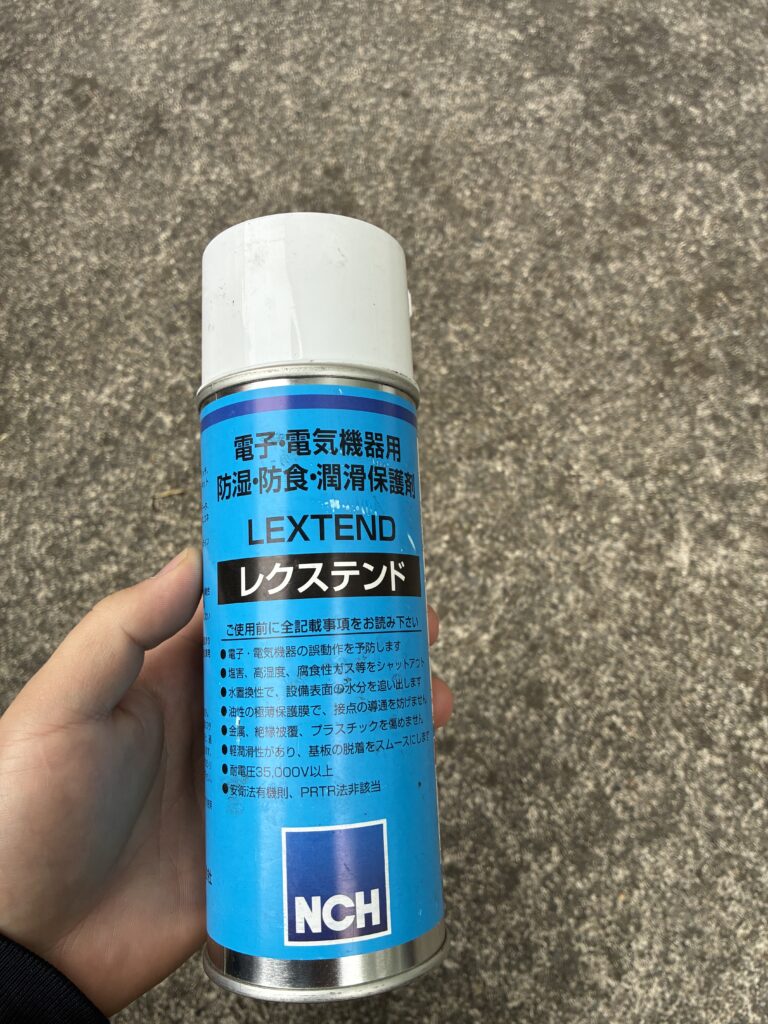 電子・電気機器用
防湿・防食・潤滑保護剤
LEXTEND
レクステンド
ご使用前に全記載事項をお読み下さい
●電子・電気機器の誤動作を予防します
●塩害、高湿度、腐食性ガス等をシャットアウト
●水置換性で、設備表面の水分を追い出します
●油性の極薄保護膜で、接点の導通を妨げません
●金属、絶縁被覆、プラスチックを傷めません
●軽潤滑性があり、基板の脱着をスムースにします
●耐電圧35,000V以上
●安衛法有機則、PRTR法非該当
NCH